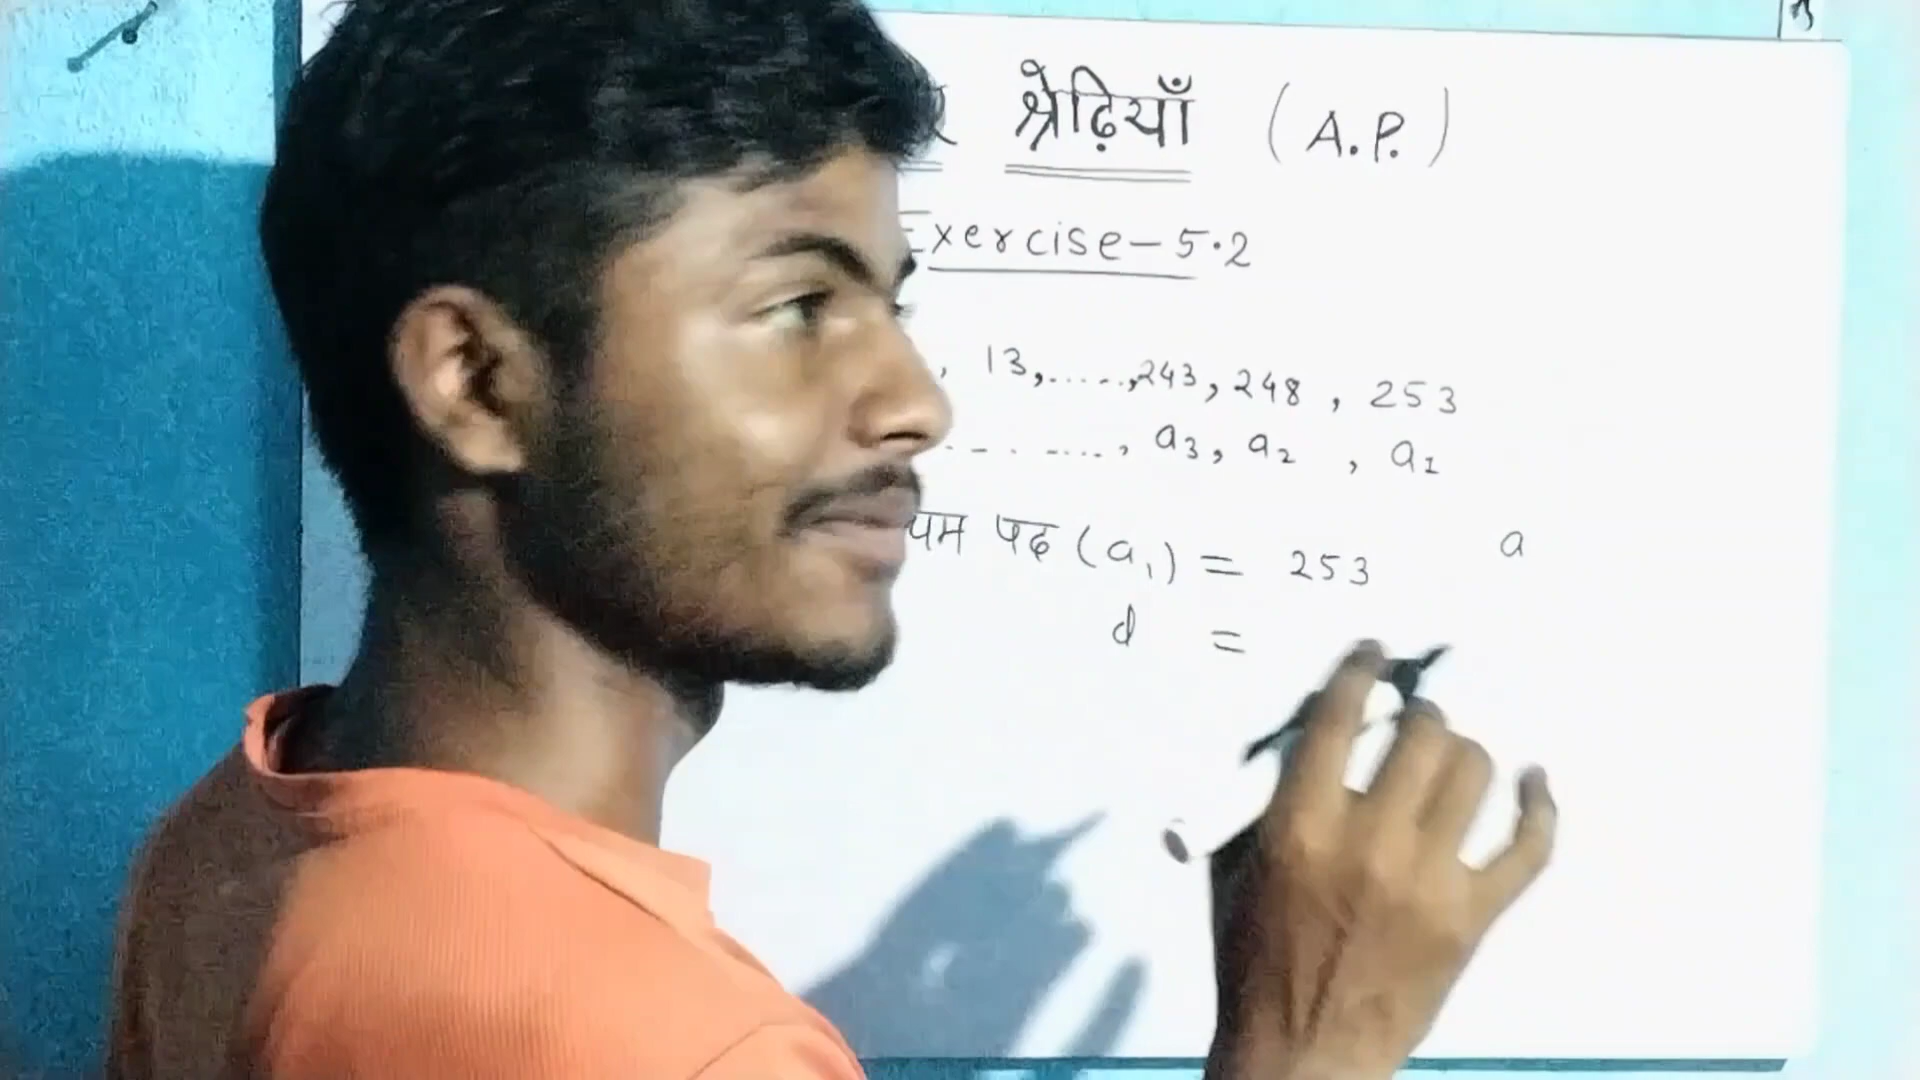 श्रेढ़ियाँ (A.P.)
Exercise-5.2
, 13,.....,243, 248, 253
- - . ----.., a3, a2, a1
पद (a1) = 253 a
d =